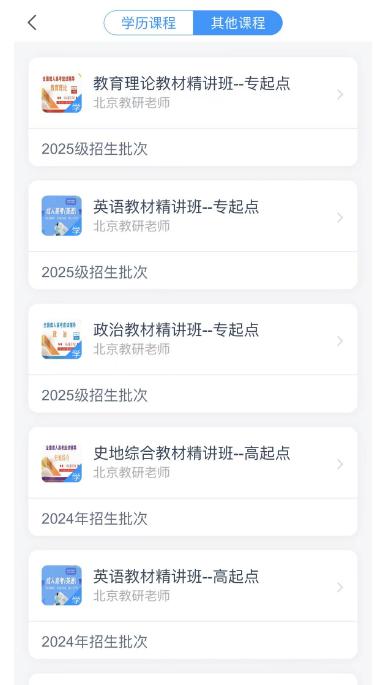 学历课程
其他课程
教育理论教材精讲班--专起点
北京教研老师
2025级招生批次
英语教材精讲班--专起点
北京教研老师
2025级招生批次
政治教材精讲班--专起点
北京教研老师
2025级招生批次
史地综合教材精讲班--高起点
北京教研老师
2024年招生批次
英语教材精讲班--高起点
北京教研老师
2024年招生批次